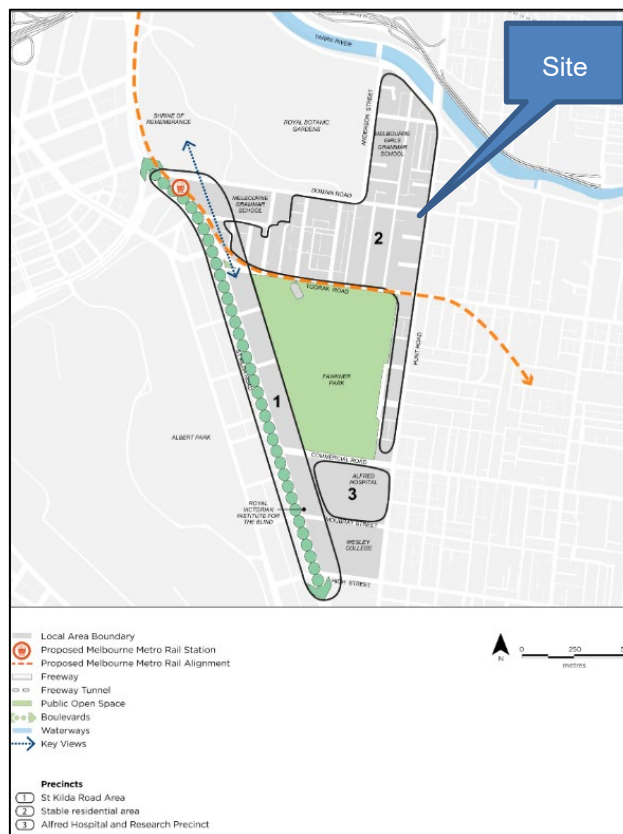 Site
YARRA RIVER
SHRINE OF
REMEMBRANCE
ROYAL BOTANIC
GARDENS
ANDERSON STREET
MELBOURNE
GIRLS
GRAMMAR
SCHOOL
DOMAIN ROAD
MELBOURNE
GRAMMAR
SCHOOL
2
TOORAK ROAD
PUNT ROAD
FAWKNER
PARK
1
ALBERT PARK
COMMERCIAL ROAD
ALFRED
HOSPITAL
3
ROYAL
VICTORIAN
INSTITUTE FOR
THE BLIND
MOUBRAY STREET
WESLEY
COLLEGE
HIGH STREET
Local Area Boundary
Proposed Melbourne Metro Rail Station
Proposed Melbourne Metro Rail Alignment
Freeway
Freeway Tunnel
Public Open Space
Boulevards
Waterways
Key Views
N
0 250
metres
Precincts
1 St Kilda Road Area
2 Stable residential area
3 Alfred Hospital and Research Precinct